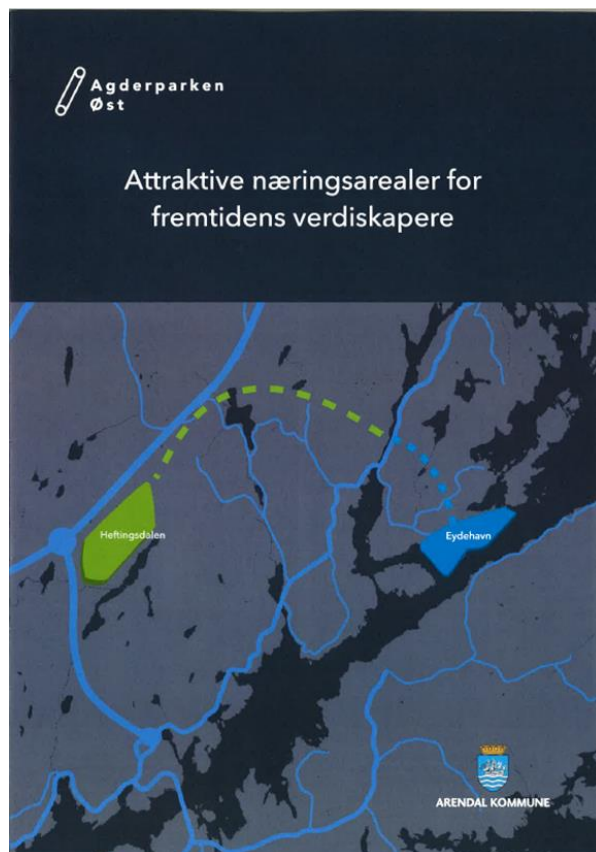 Agderparken
Øst
Attraktive næringsarealer for
fremtidens verdiskapere
Heftingsdalen
Eydehavn
ARENDAL KOMMUNE